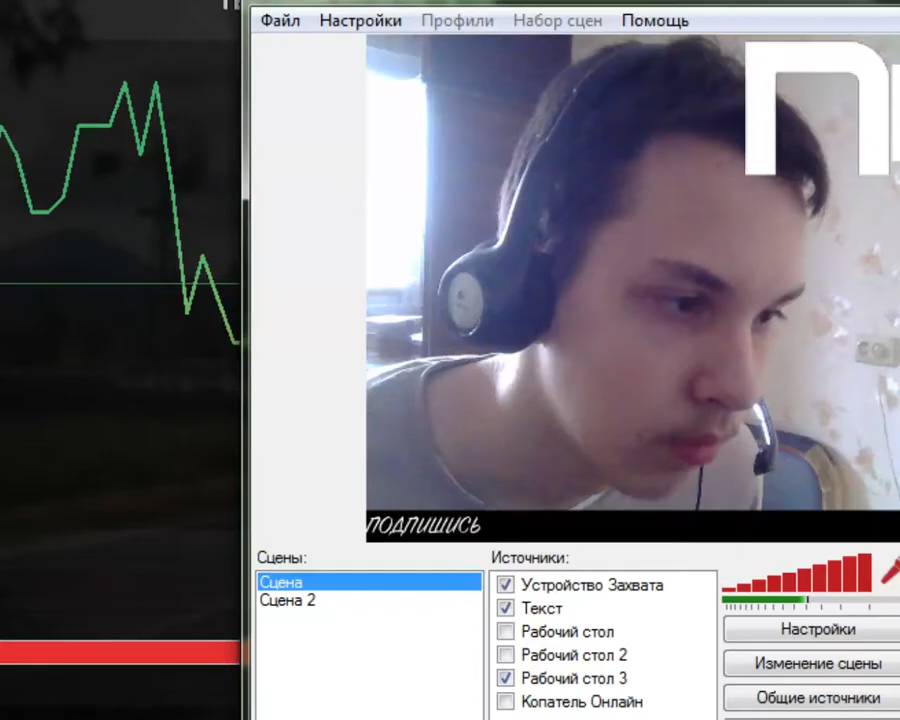 Файл Настройки Профили Набор сцен Помощь
подпишись
Сцены:
Сцена
Сцена 2
Источники:
Устройство Захвата
Текст
Рабочий стол
Рабочий стол 2
Рабочий стол 3
Копатель Онлайн
Настройки
Изменение сцены
Общие источники